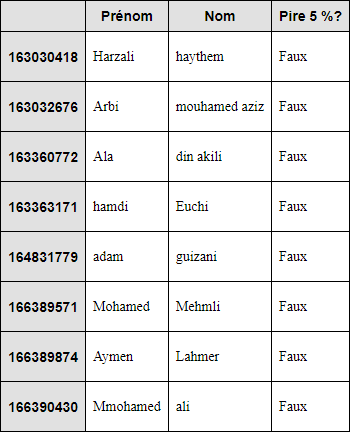 Prénom Nom Pire 5 %?
163030418 Harzali haythem Faux
163032676 Arbi mouhamed aziz Faux
163360772 Ala din akili Faux
163363171 hamdi Euchi Faux
164831779 adam guizani Faux
166389571 Mohamed Mehmli Faux
166389874 Aymen Lahmer Faux
166390430 Mmohamed ali Faux